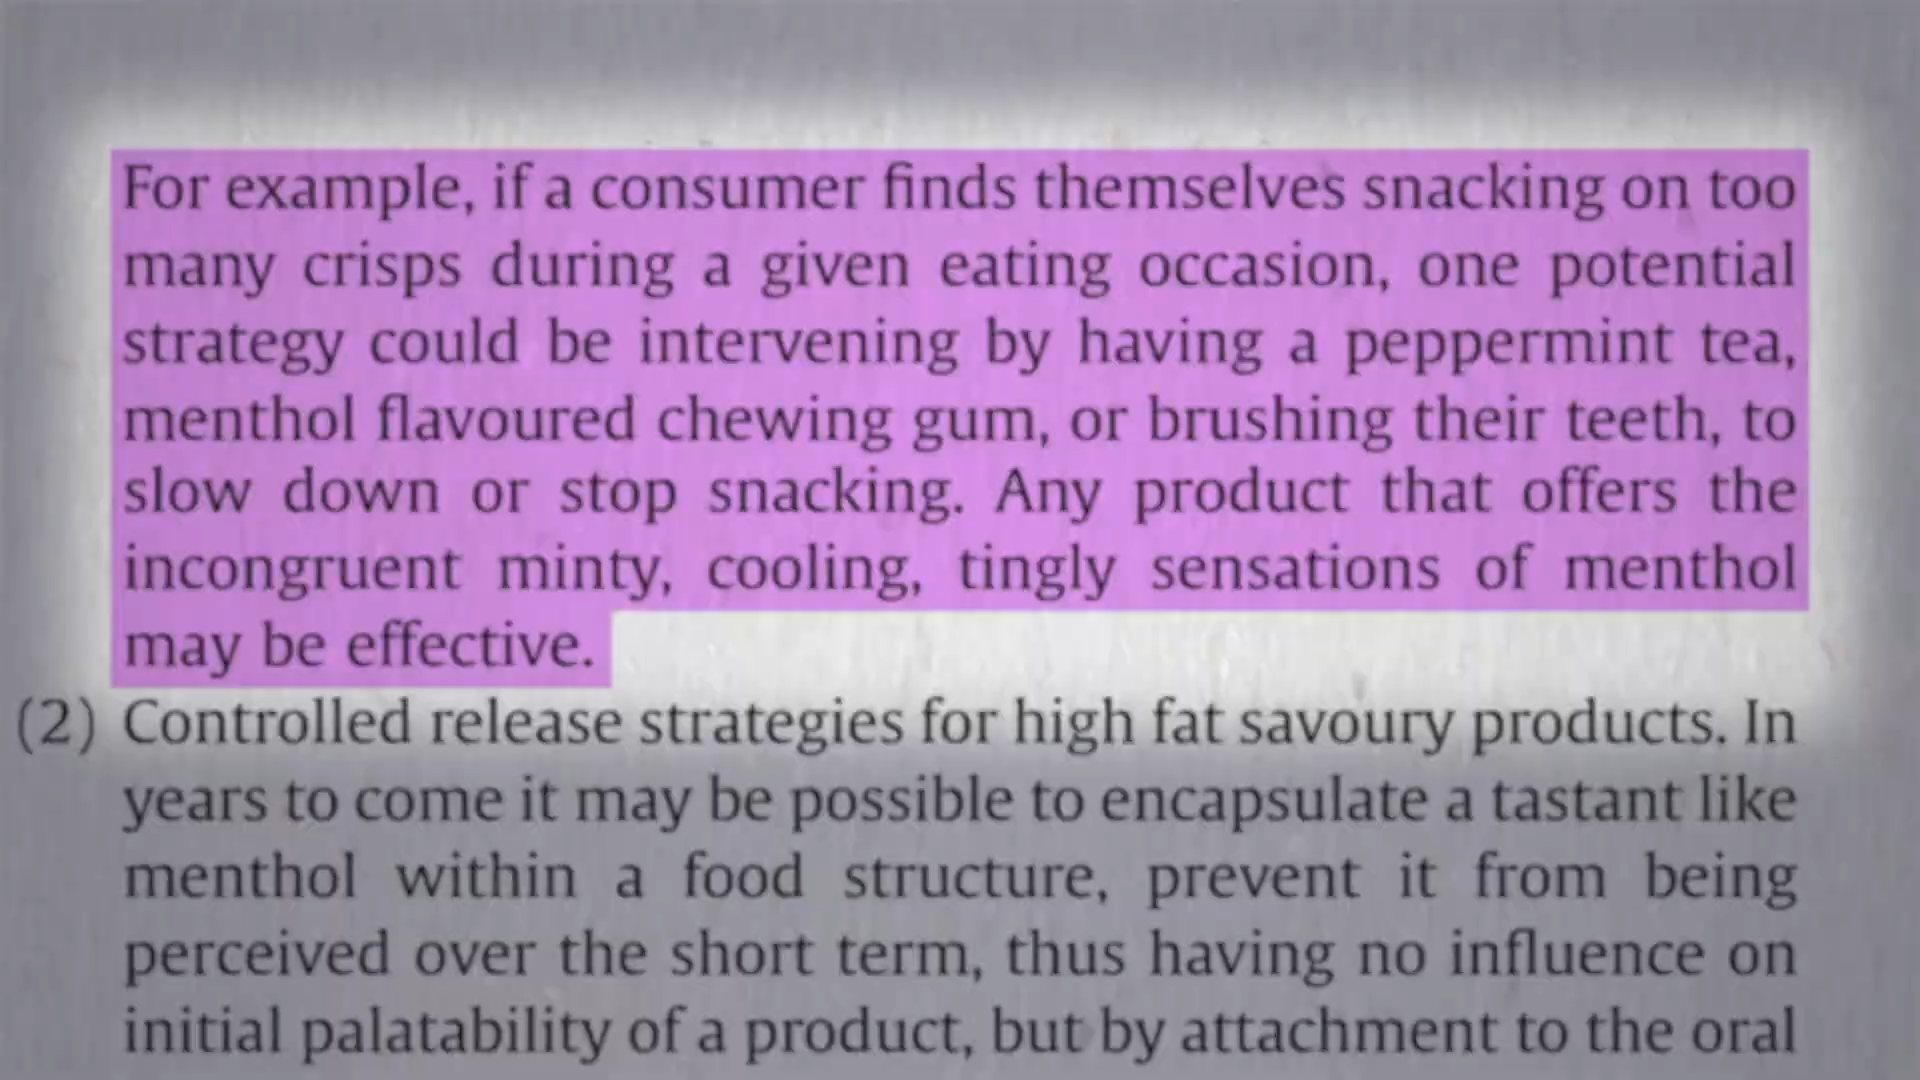 For example, if a consumer finds themselves snacking on too
many crisps during a given eating occasion, one potential
strategy could be intervening by having a peppermint tea,
menthol flavoured chewing gum, or brushing their teeth, to
slow down or stop snacking. Any product that offers the
incongruent minty, cooling, tingly sensations of menthol
may be effective.
(2) Controlled release strategies for high fat savoury products. In
years to come it may be possible to encapsulate a tastant like
menthol within a food structure, prevent it from being
perceived over the short term, thus having no influence on
initial palatability of a product, but by attachment to the oral